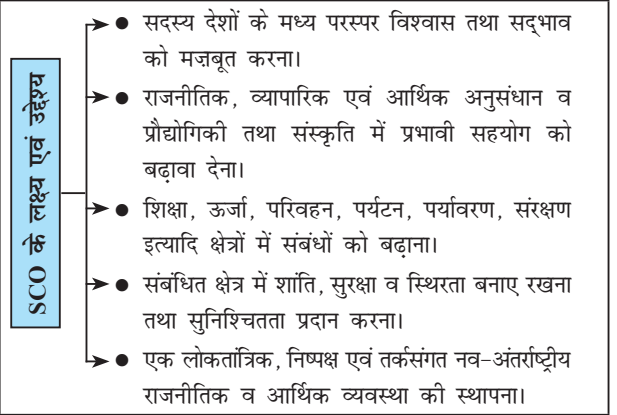 SCO के लक्ष्य एवं उद्देश्य
● सदस्य देशों के मध्य परस्पर विश्वास तथा सद्भाव
को मज़बूत करना।
● राजनीतिक, व्यापारिक एवं आर्थिक अनुसंधान व
प्रौद्योगिकी तथा संस्कृति में प्रभावी सहयोग को
बढ़ावा देना।
● शिक्षा, ऊर्जा, परिवहन, पर्यटन, पर्यावरण, संरक्षण
इत्यादि क्षेत्रों में संबंधों को बढ़ाना।
● संबंधित क्षेत्र में शांति, सुरक्षा व स्थिरता बनाए रखना
तथा सुनिश्चितता प्रदान करना।
● एक लोकतांत्रिक, निष्पक्ष एवं तर्कसंगत नव-अंतर्राष्ट्रीय
राजनीतिक व आर्थिक व्यवस्था की स्थापना।